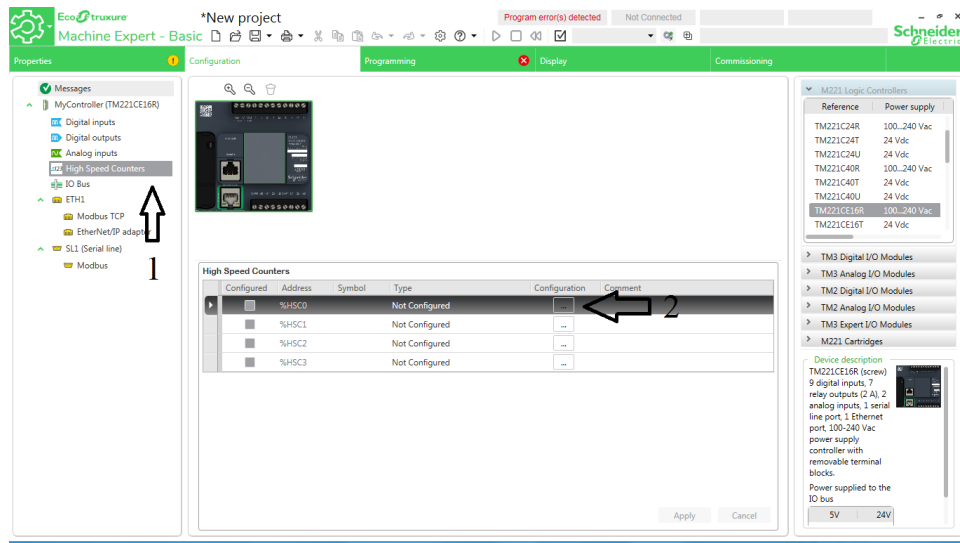 EcoStruxure
Machine Expert - Basic
*New project
Program error(s) detected
Not Connected
Schneider
Electric
Properties
Configuration
Programming
Display
Commissioning
Messages
MyController (TM221CE16R)
Digital inputs
Digital outputs
Analog inputs
High Speed Counters
IO Bus
ETH1
Modbus TCP
EtherNet/IP adapter
SL1 (Serial line)
Modbus
1
High Speed Counters
Configured Address Symbol Type Configuration Comment
%HSC0 Not Configured ...
2
%HSC1 Not Configured ...
%HSC2 Not Configured ...
%HSC3 Not Configured ...
Apply Cancel
M221 Logic Controllers
Reference Power supply
TM221C24R 100...240 Vac
TM221C24T 24 Vdc
TM221C24U 24 Vdc
TM221C40R 100...240 Vac
TM221C40T 24 Vdc
TM221C40U 24 Vdc
TM221CE16R 100...240 Vac
TM221CE16T 24 Vdc
TM3 Digital I/O Modules
TM3 Analog I/O Modules
TM2 Digital I/O Modules
TM2 Analog I/O Modules
TM3 Expert I/O Modules
M221 Cartridges
Device description
TM221CE16R (screw)
9 digital inputs, 7
relay outputs (2 A), 2
analog inputs, 1 serial
line port, 1 Ethernet
port, 100-240 Vac
power supply
controller with
removable terminal
blocks.
Power supplied to the
IO bus
5V 24V